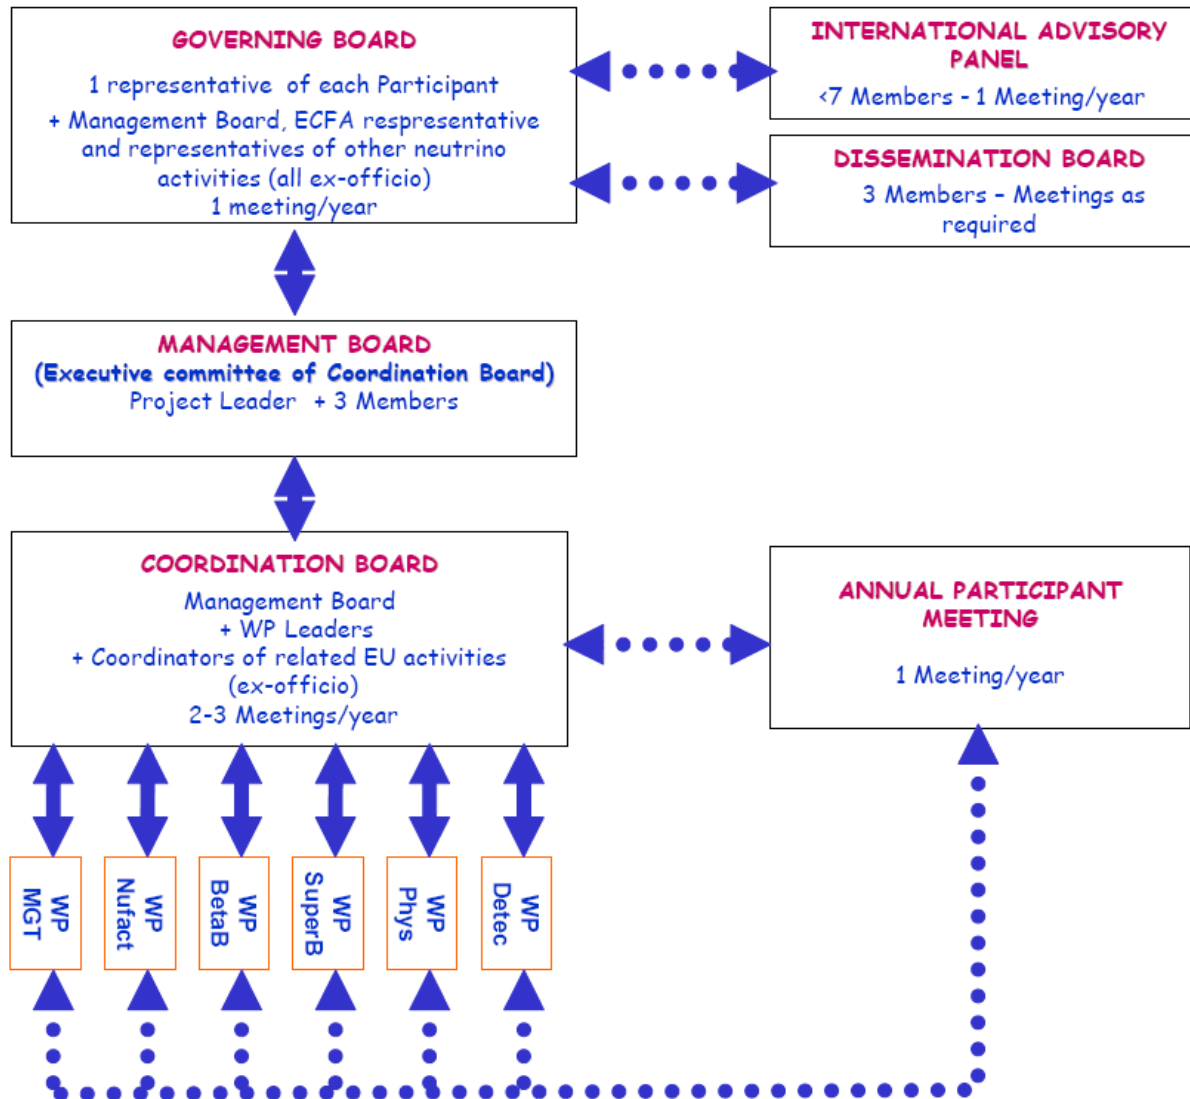 GOVERNING BOARD
1 representative of each Participant
+ Management Board, ECFA respresentative
and representatives of other neutrino
activities (all ex-officio)
1 meeting/year
INTERNATIONAL ADVISORY
PANEL
<7 Members - 1 Meeting/year
DISSEMINATION BOARD
3 Members – Meetings as
required
MANAGEMENT BOARD
(Executive committee of Coordination Board)
Project Leader + 3 Members
COORDINATION BOARD
Management Board
+ WP Leaders
+ Coordinators of related EU activities
(ex-officio)
2-3 Meetings/year
ANNUAL PARTICIPANT
MEETING
1 Meeting/year
WP
MGT
WP
Nufact
WP
BetaB
WP
SuperB
WP
Phys
WP
Detec